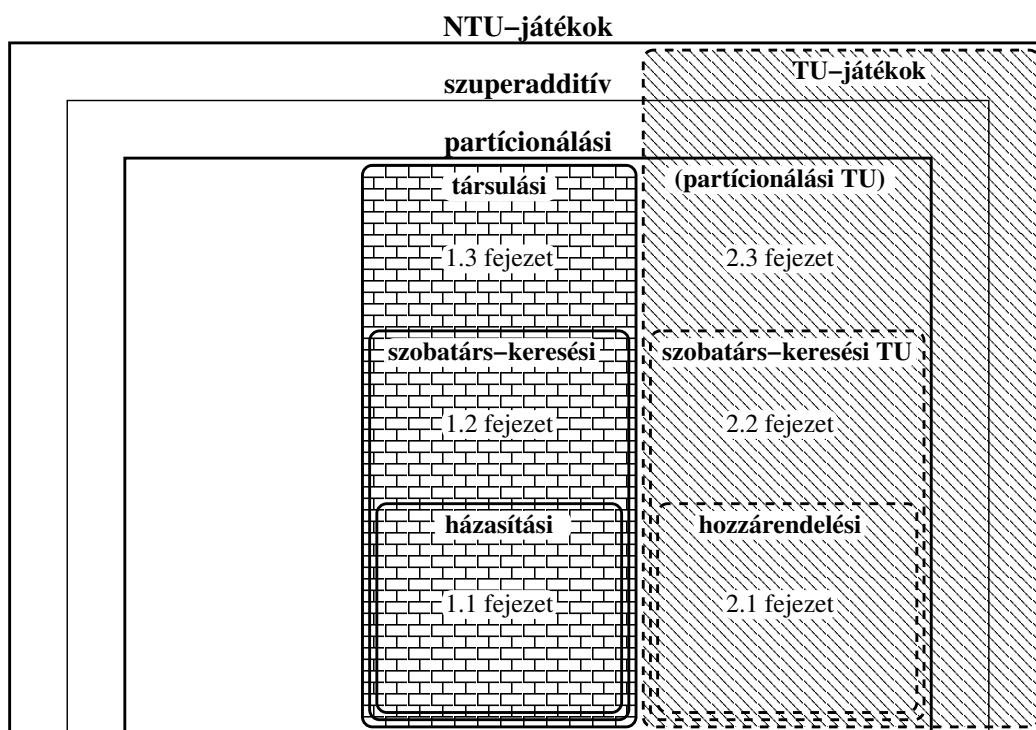 NTU–játékok
TU–játékok
szuperadditív
partícionálási
társulási
(partícionálási TU)
1.3 fejezet
2.3 fejezet
szobatárs–keresési
szobatárs–keresési TU
1.2 fejezet
2.2 fejezet
házasítási
hozzárendelési
1.1 fejezet
2.1 fejezet